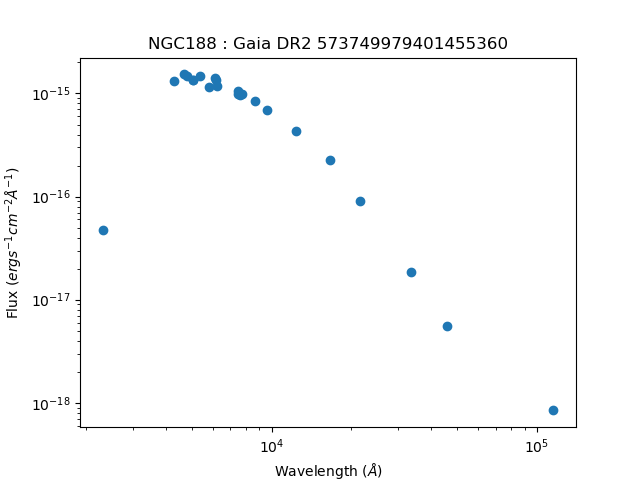 NGC188 : Gaia DR2 573749979401455360
Flux (ergs⁻¹cm⁻²Å⁻¹)
10⁻¹⁵
10⁻¹⁶
10⁻¹⁷
10⁻¹⁸
10⁴ 10⁵
Wavelength (Å)